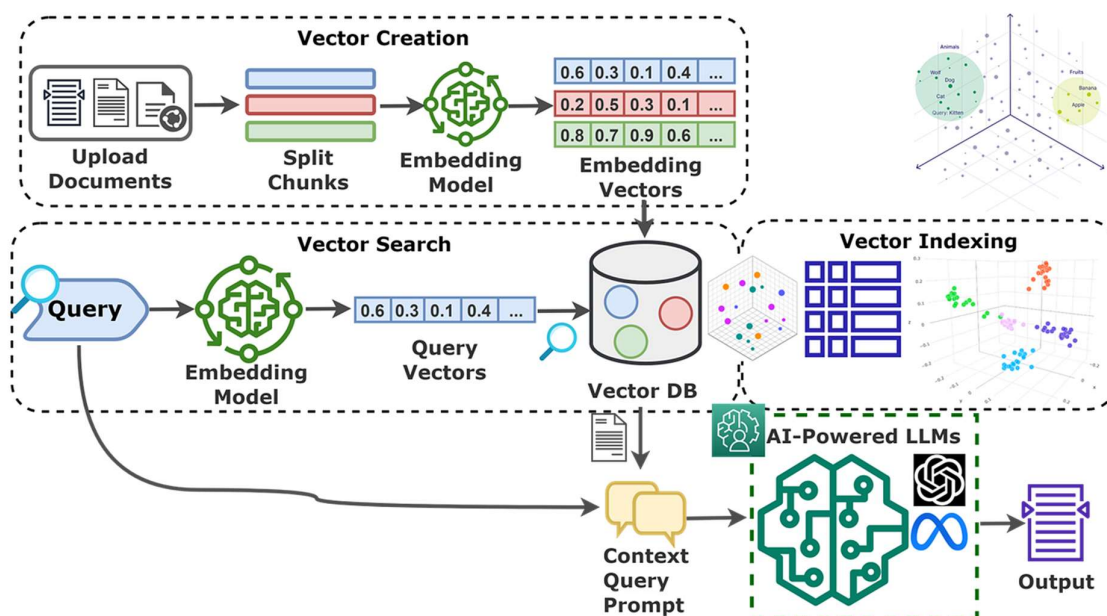 Vector Creation
Upload
Documents
Split
Chunks
Embedding
Model
0.6 0.3 0.1 0.4 ...
0.2 0.5 0.3 0.1 ...
0.8 0.7 0.9 0.6 ...
Embedding
Vectors
Animals
Wolf
Dog
Cat
Query: Kitten
Fruits
Banana
Apple
Vector Search
Query
Embedding
Model
0.6 0.3 0.1 0.4 ...
Query
Vectors
Vector DB
Vector Indexing
Context
Query
Prompt
AI-Powered LLMs
Output